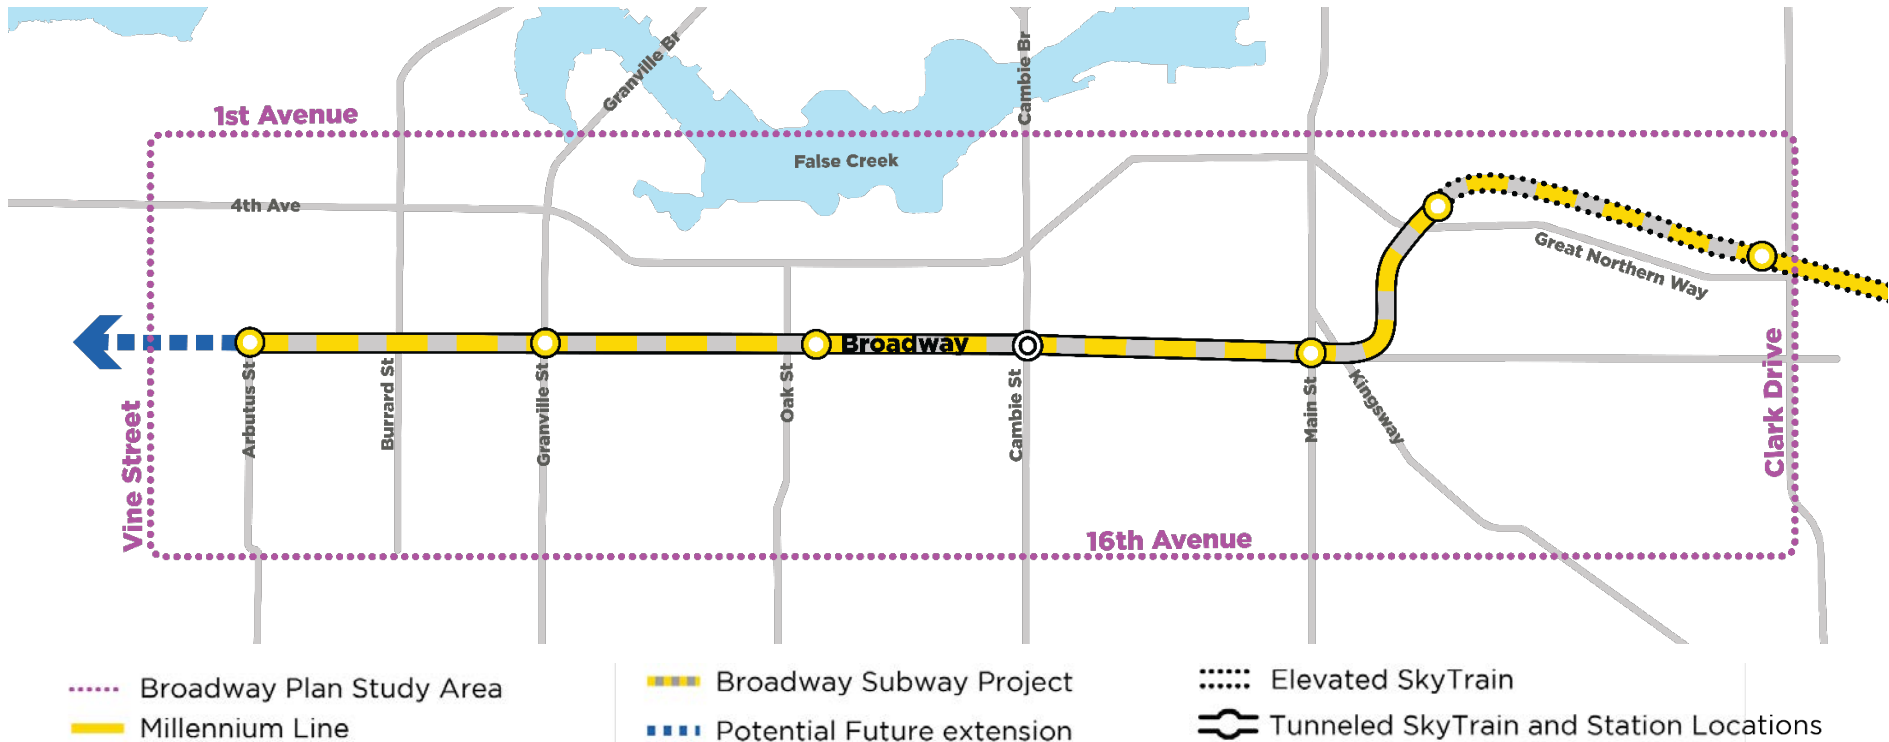 Granville Br
Cambie Br
1st Avenue
False Creek
4th Ave
Great Northern Way
Broadway
Vine Street
Arbutus St
Burrard St
Granville St
Oak St
Cambie St
Main St
Kingsway
Clark Drive
16th Avenue
Broadway Plan Study Area
Broadway Subway Project
Elevated SkyTrain
Millennium Line
Potential Future extension
Tunneled SkyTrain and Station Locations